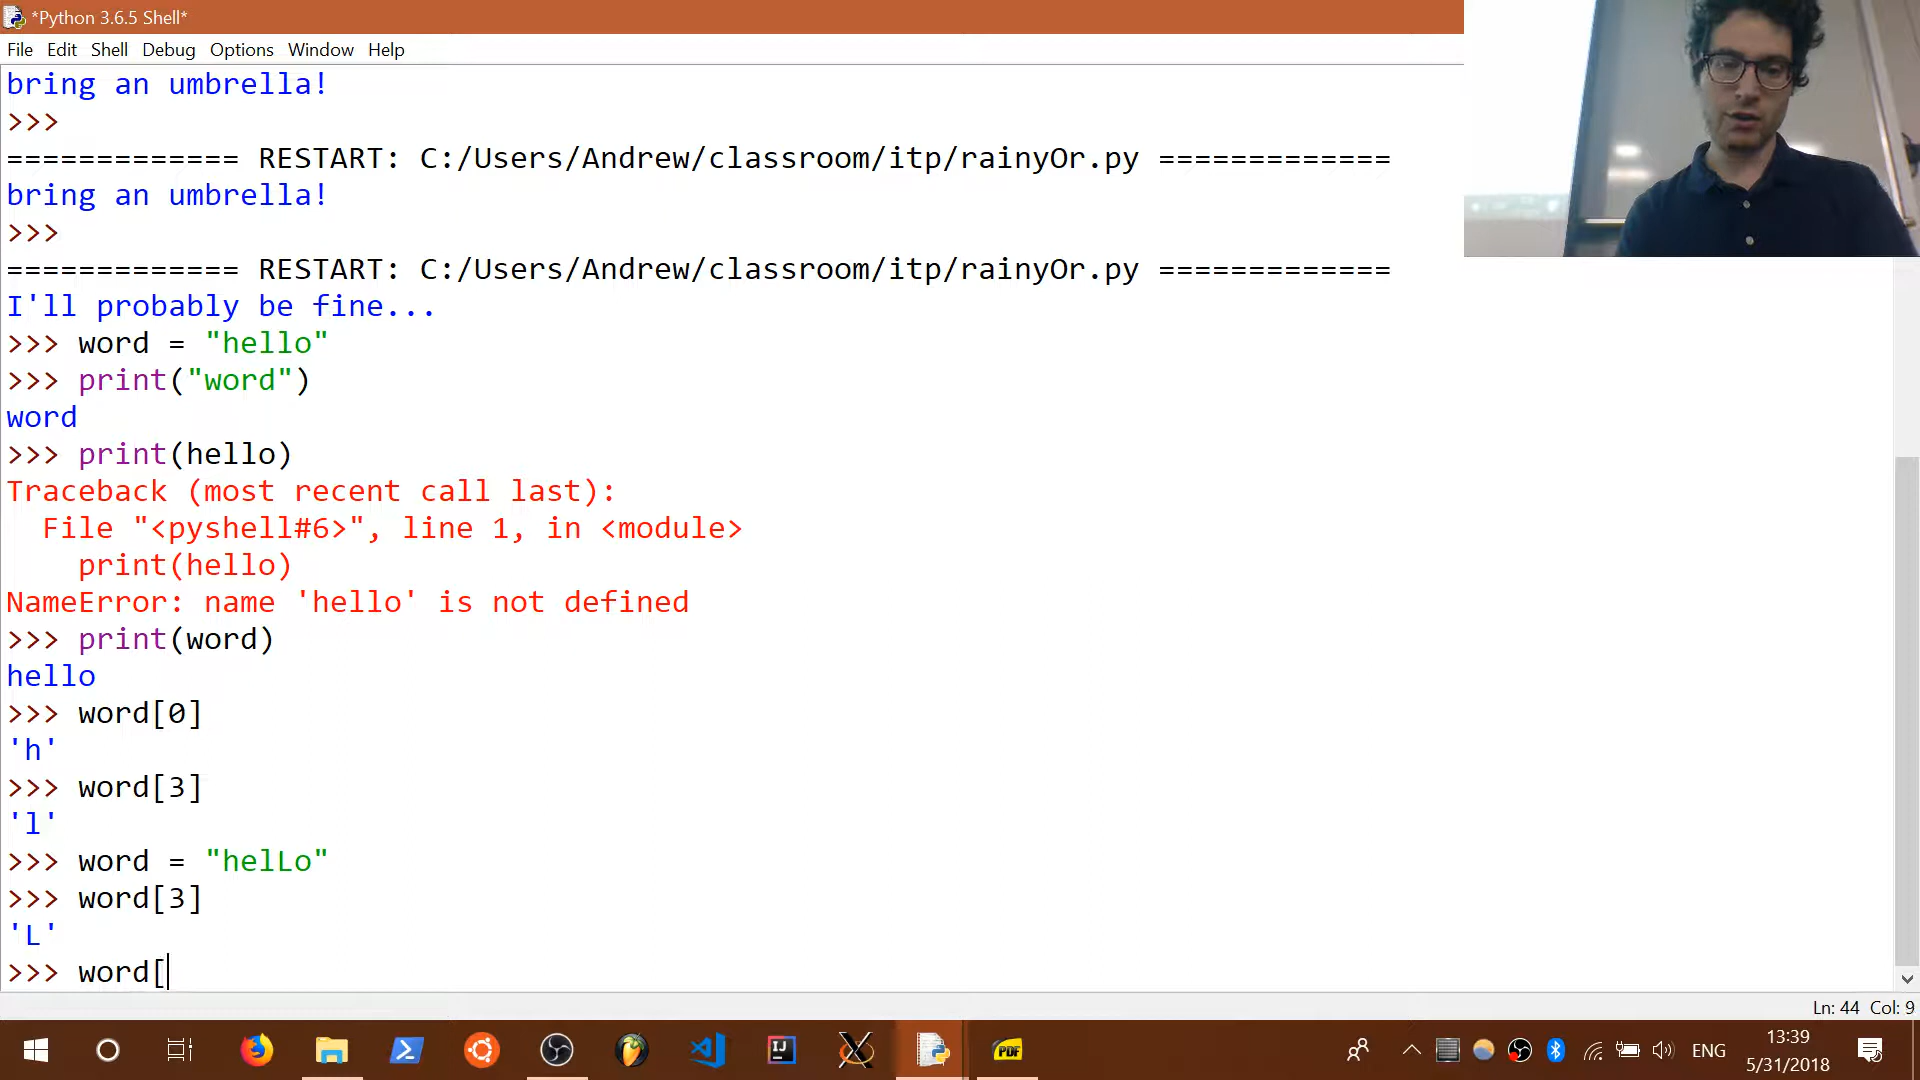 *Python 3.6.5 Shell*
File Edit Shell Debug Options Window Help
bring an umbrella!
>>>
============= RESTART: C:/Users/Andrew/classroom/itp/rainyOr.py =============
bring an umbrella!
>>>
============= RESTART: C:/Users/Andrew/classroom/itp/rainyOr.py =============
I'll probably be fine...
>>> word = "hello"
>>> print("word")
word
>>> print(hello)
Traceback (most recent call last):
  File "<pyshell#6>", line 1, in <module>
    print(hello)
NameError: name 'hello' is not defined
>>> print(word)
hello
>>> word[0]
'h'
>>> word[3]
'l'
>>> word = "helLo"
>>> word[3]
'L'
>>> word[
Ln: 44 Col: 9
IJ
PDF
ENG
13:39
5/31/2018